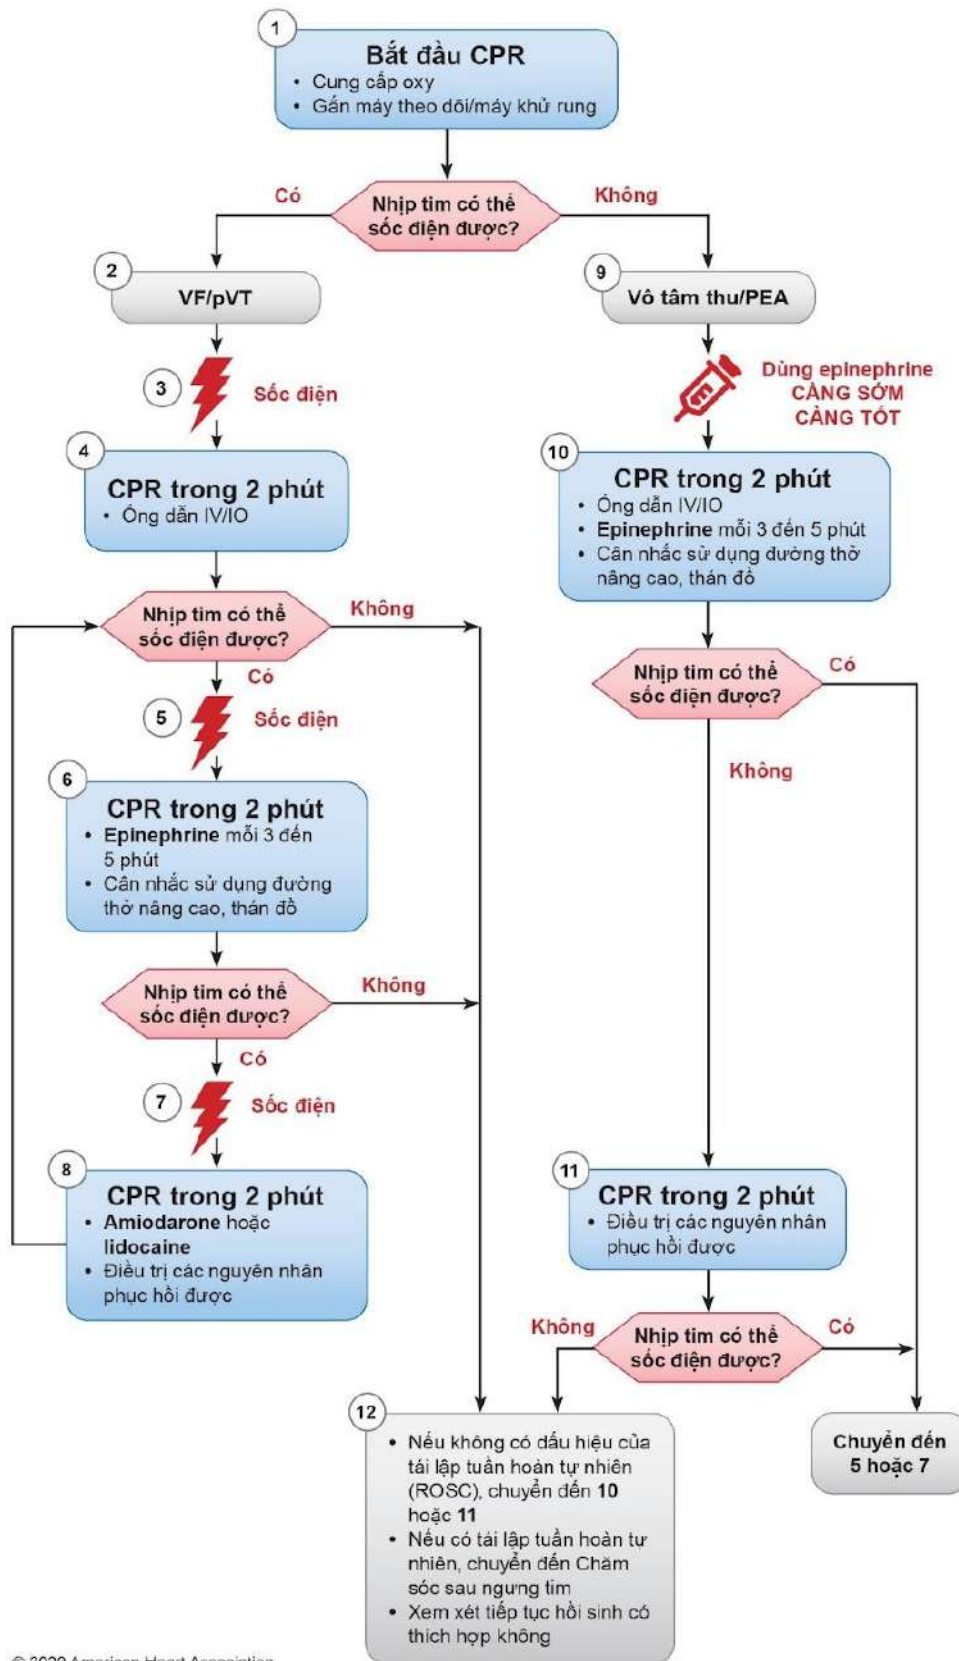 1
Bắt đầu CPR
• Cung cấp oxy
• Gắn máy theo dõi/máy khử rung
Có
Nhịp tim có thể
sốc điện được?
Không
2
VF/pVT
9
Vô tâm thu/PEA
3
Sốc điện
Dùng epinephrine
CÀNG SỚM
CÀNG TỐT
4
CPR trong 2 phút
• Ống dẫn IV/IO
10
CPR trong 2 phút
• Ống dẫn IV/IO
• Epinephrine mỗi 3 đến 5 phút
• Cân nhắc sử dụng đường thở
nâng cao, thán đồ
Nhịp tim có thể
sốc điện được?
Không
Có
Nhịp tim có thể
sốc điện được?
Có
Không
5
Sốc điện
6
CPR trong 2 phút
• Epinephrine mỗi 3 đến
5 phút
• Cân nhắc sử dụng đường
thở nâng cao, thán đồ
Nhịp tim có thể
sốc điện được?
Không
Có
7
Sốc điện
8
CPR trong 2 phút
• Amiodarone hoặc
lidocaine
• Điều trị các nguyên nhân
phục hồi được
11
CPR trong 2 phút
• Điều trị các nguyên nhân
phục hồi được
Không
Nhịp tim có thể
sốc điện được?
Có
12
• Nếu không có dấu hiệu của
tái lập tuần hoàn tự nhiên
(ROSC), chuyển đến 10
hoặc 11
• Nếu có tái lập tuần hoàn tự
nhiên, chuyển đến Chăm
sóc sau ngưng tim
• Xem xét tiếp tục hồi sinh có
thích hợp không
Chuyển đến
5 hoặc 7
© 2020 American Heart Association